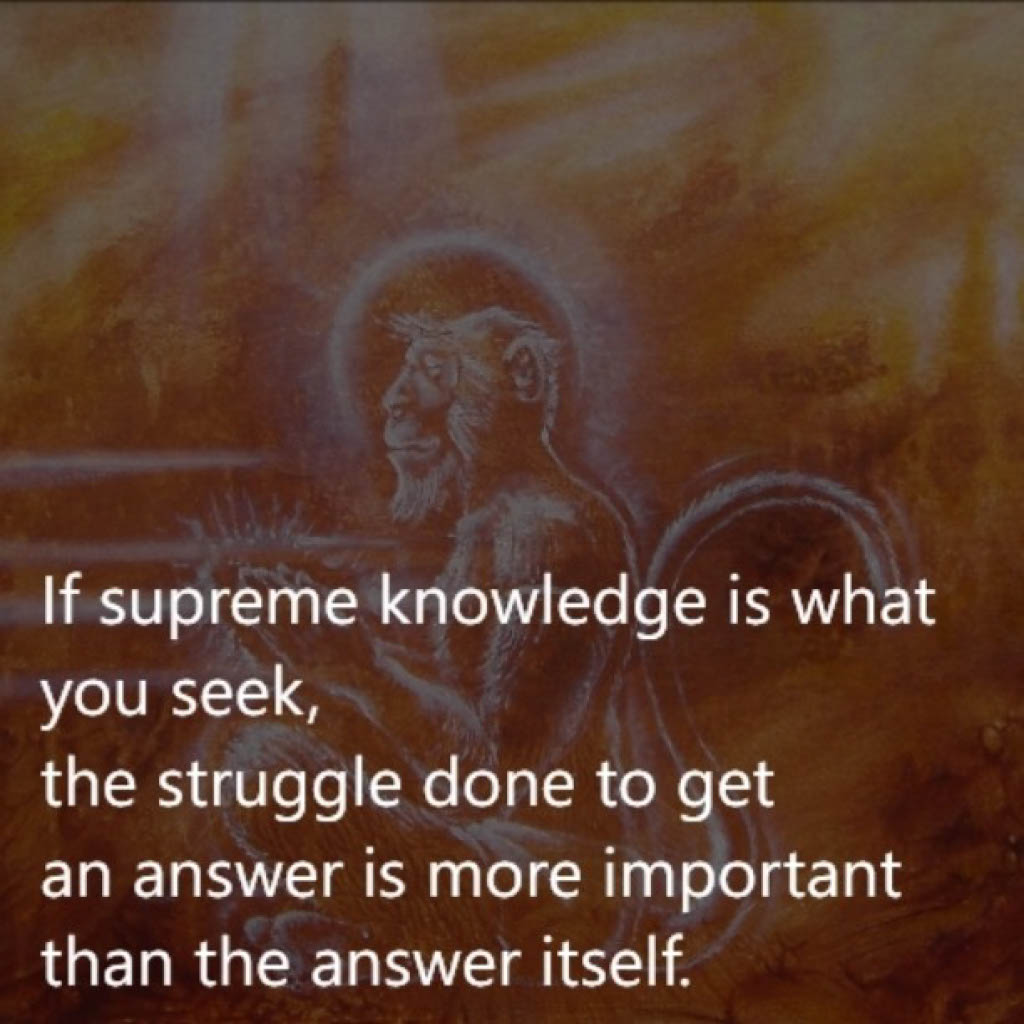 If supreme knowledge is what
you seek,
the struggle done to get
an answer is more important
than the answer itself.